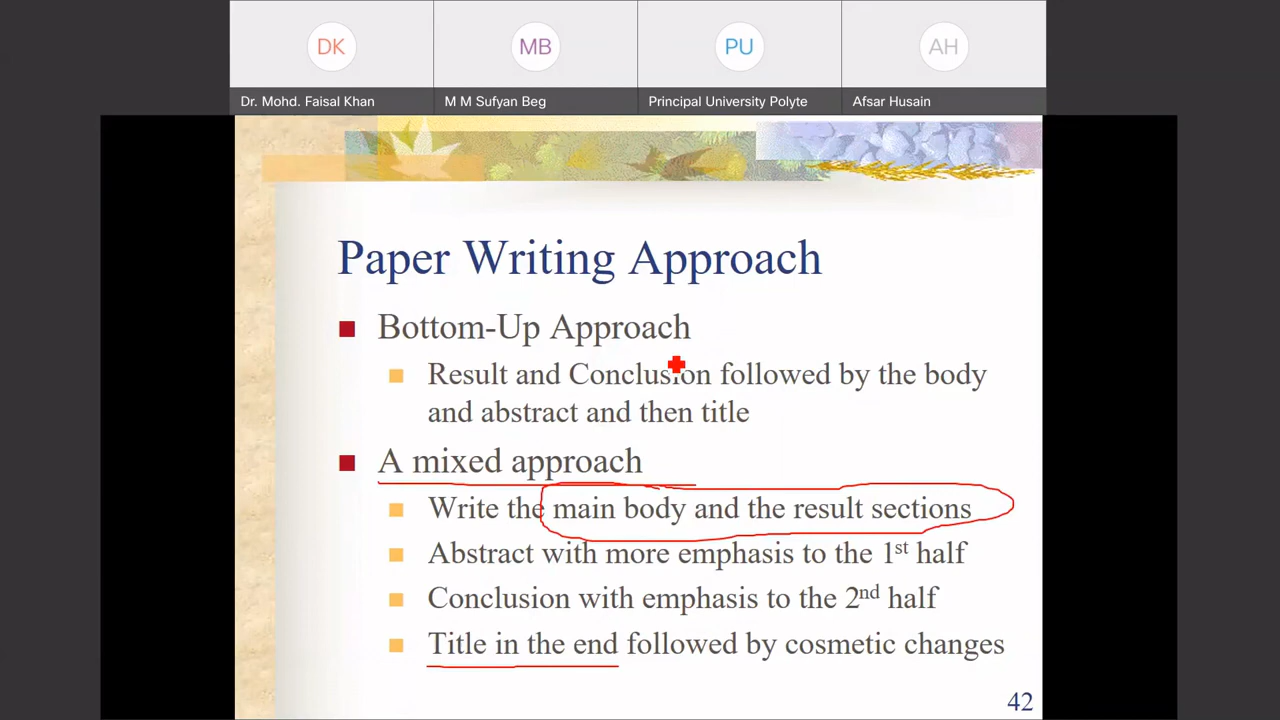 DK
MB
PU
AH
Dr. Mohd. Faisal Khan
M M Sufyan Beg
Principal University Polyte
Afsar Husain
Paper Writing Approach
Bottom-Up Approach
Result and Conclusion followed by the body
and abstract and then title
A mixed approach
Write the main body and the result sections
Abstract with more emphasis to the 1st half
Conclusion with emphasis to the 2nd half
Title in the end followed by cosmetic changes
42